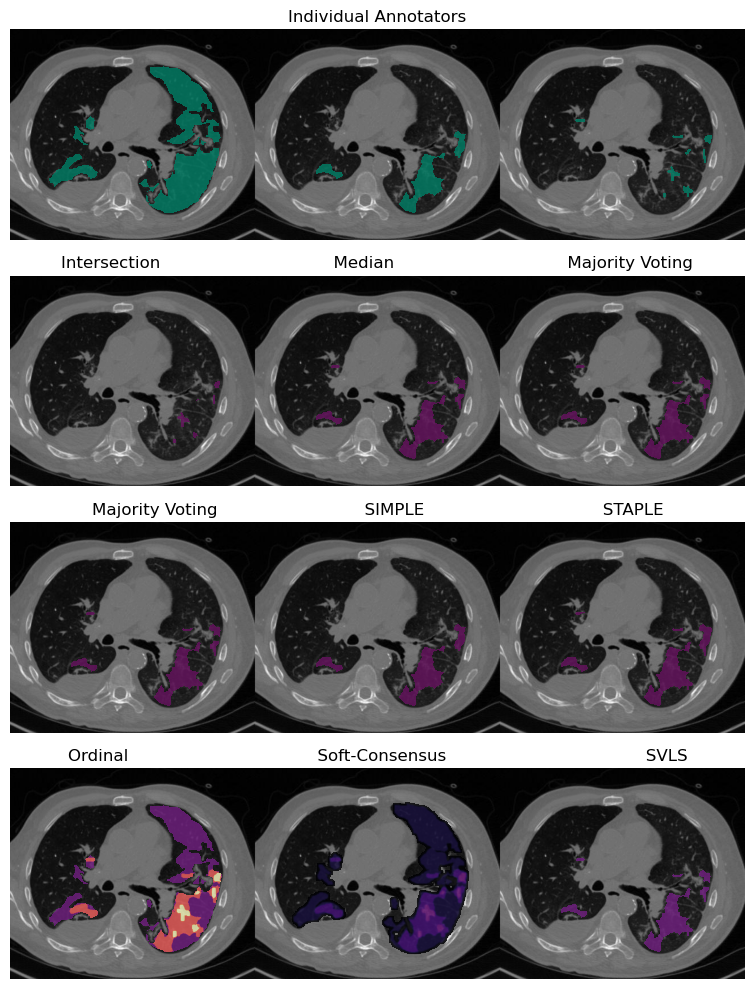 Individual Annotators
Intersection Median Majority Voting
Majority Voting SIMPLE STAPLE
Ordinal Soft-Consensus SVLS